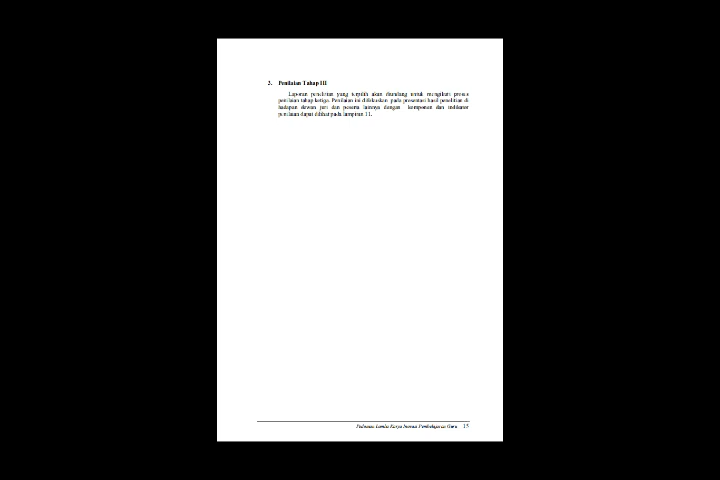 3. Penilaian Tahap III
Laporan penelitian yang terpilih akan diundang untuk mengikuti proses
penilaian tahap ketiga. Penilaian ini difokuskan pada presentasi hasil penelitian di
hadapan dewan juri dan peserta lainnya dengan komponen dan indikator
penilaian dapat dilihat pada lampiran 11.
Pedoman Lomba Karya Inovasi Pembelajaran Guru 15